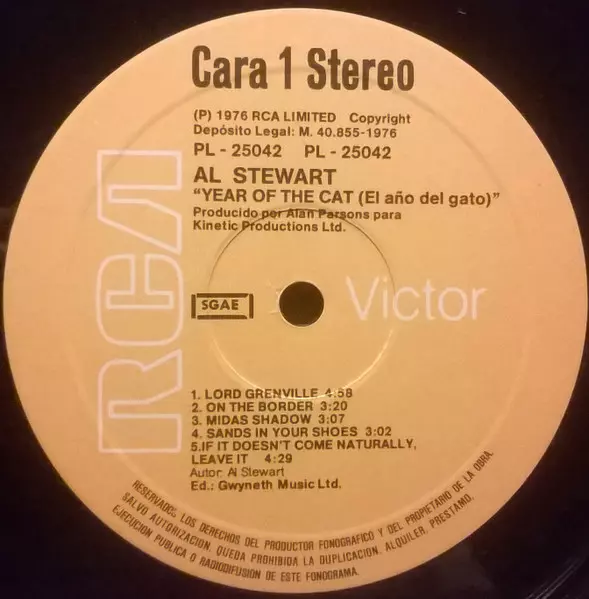 Cara 1 Stereo
(P) 1976 RCA LIMITED Copyright
Depósito Legal: M. 40.855-1976
PL - 25042 PL - 25042
AL STEWART
"YEAR OF THE CAT (El año del gato)"
Producido por Alan Parsons para
Kinetic Productions Ltd.
RCA
SGAE
Victor
1. LORD GRENVILLE 4:58
2. ON THE BORDER 3:20
3. MIDAS SHADOW 3:07
4. SANDS IN YOUR SHOES 3:02
5.IF IT DOESN'T COME NATURALLY,
LEAVE IT 4:29
Autor: Al Stewart
Ed.: Gwyneth Music Ltd.
RESERVADOS LOS DERECHOS DEL PRODUCTOR FONOGRAFICO Y DEL PROPIETARIO DE LA OBRA.
SALVO AUTORIZACION, QUEDA PROHIBIDA LA DUPLICACION, ALQUILER, PRESTAMO,
EJECUCION PUBLICA O RADIODIFUSION DE ESTE FONOGRAMA.